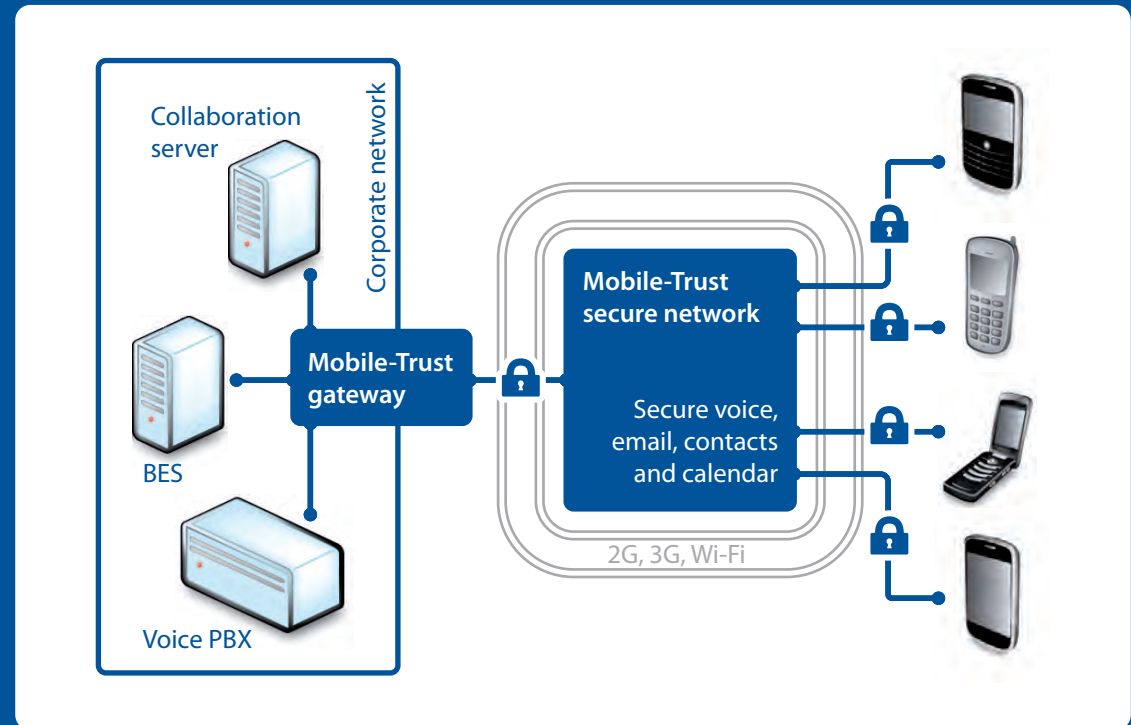 Collaboration
server
Corporate network
Mobile-Trust
gateway
BES
Voice PBX
Mobile-Trust
secure network
Secure voice,
email, contacts
and calendar
2G, 3G, Wi-Fi